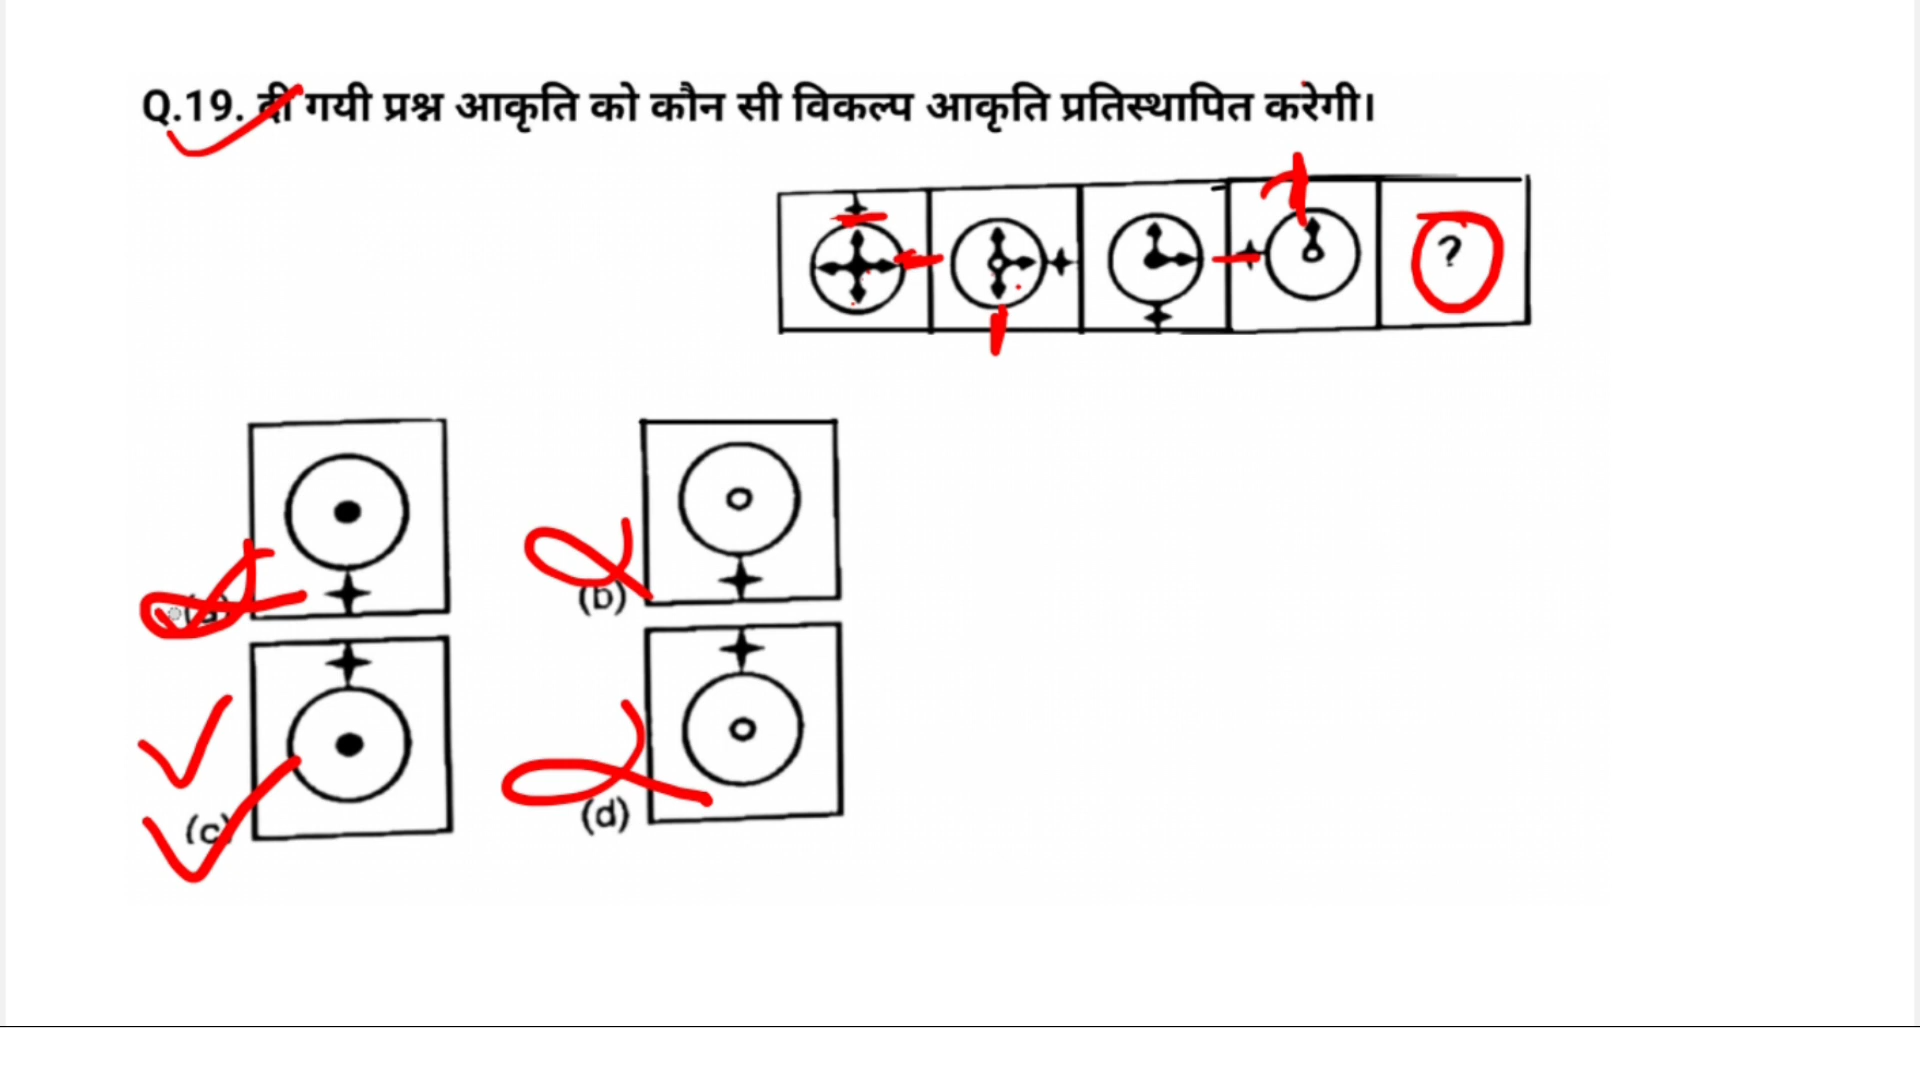 Q.19. दी गयी प्रश्न आकृति को कौन सी विकल्प आकृति प्रतिस्थापित करेगी।
?
(a)
(b)
(c)
(d)